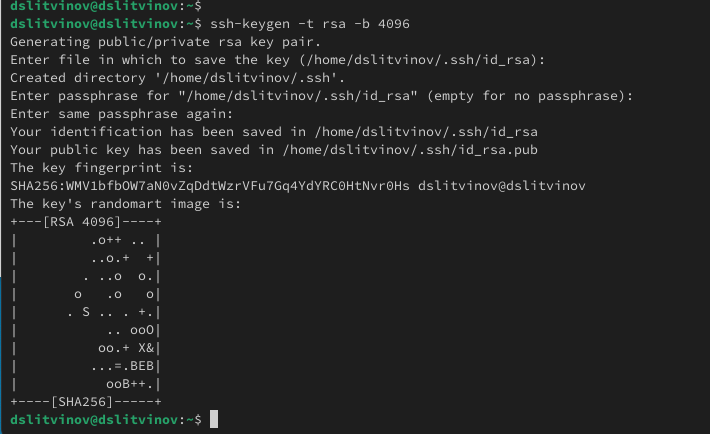 dslitvinov@dslitvinov:~$
dslitvinov@dslitvinov:~$ ssh-keygen -t rsa -b 4096
Generating public/private rsa key pair.
Enter file in which to save the key (/home/dslitvinov/.ssh/id_rsa):
Created directory '/home/dslitvinov/.ssh'.
Enter passphrase for "/home/dslitvinov/.ssh/id_rsa" (empty for no passphrase):
Enter same passphrase again:
Your identification has been saved in /home/dslitvinov/.ssh/id_rsa
Your public key has been saved in /home/dslitvinov/.ssh/id_rsa.pub
The key fingerprint is:
SHA256:WMV1bfbOW7aN0vZqDdtWzrVFu7Gq4YdYRC0HtNvr0Hs dslitvinov@dslitvinov
The key's randomart image is:
+---[RSA 4096]----+
|          .o++ .. |
|          ..o.+  +|
|         . ..o  o.|
|        o   .o   o|
|       . S .. . +.|
|            .. ooO|
|           oo.+ X&|
|          ...=.BEB|
|            ooB++.|
+----[SHA256]-----+
dslitvinov@dslitvinov:~$